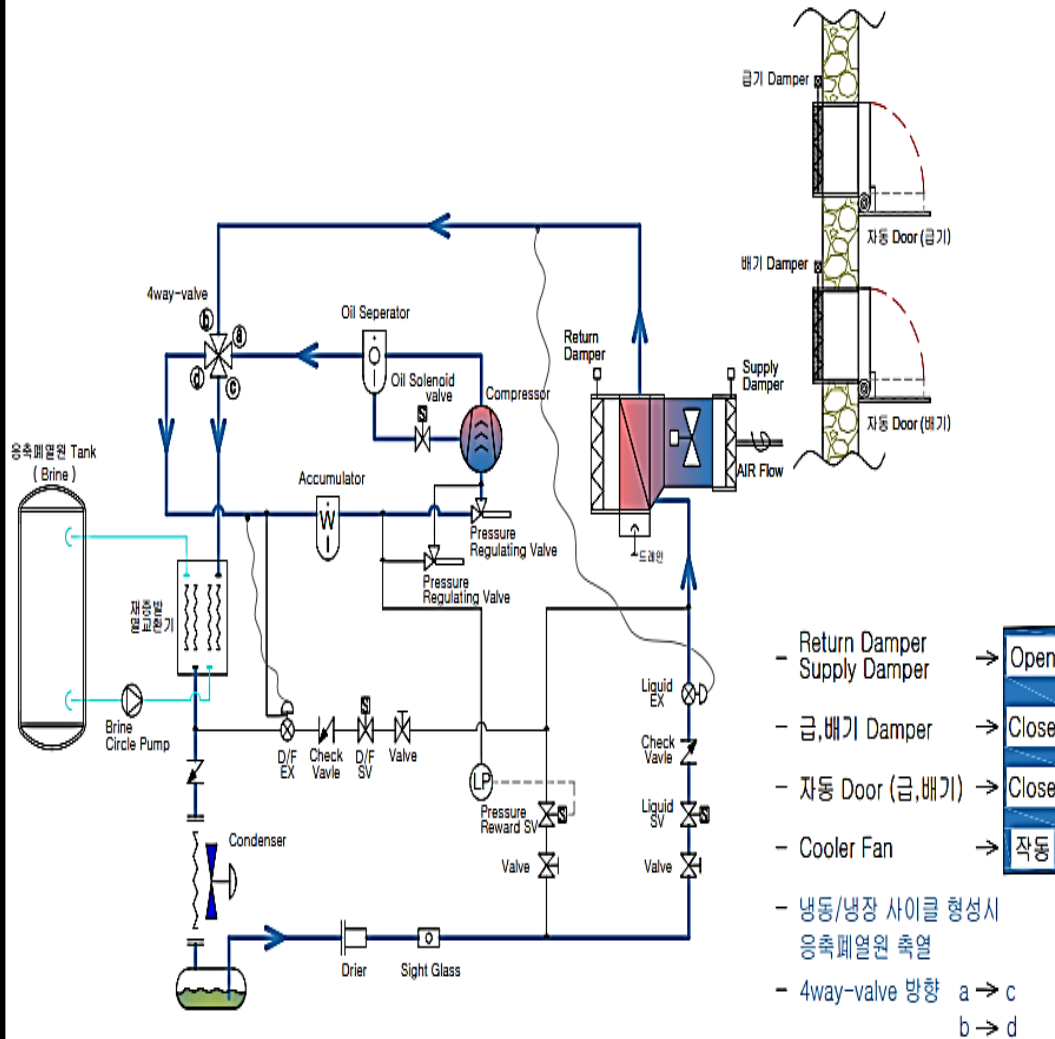 급기 Damper
자동 Door (급기)
배기 Damper
자동 Door (배기)
4way-valve
b
a
d
c
Oil Seperator
Oil Solenoid
valve
S
Compressor
Return
Damper
Supply
Damper
AIR Flow
드레인
응축폐열원 Tank
( Brine )
Accumulator
W
Pressure
Regulating Valve
Pressure
Regulating Valve
재증발
열교환기
Brine
Circle Pump
D/F
EX
Check
Vavle
S
D/F
SV
Valve
LP
Pressure
Reward SV
S
Valve
Liquid
EX
Check
Vavle
Liquid
SV
S
Valve
Condenser
Drier
Sight Glass
- Return Damper
Supply Damper → Open
- 급,배기 Damper → Close
- 자동 Door (급,배기) → Close
- Cooler Fan → 작동
- 냉동/냉장 사이클 형성시
응축폐열원 축열
- 4way-valve 방향 a → c
b → d